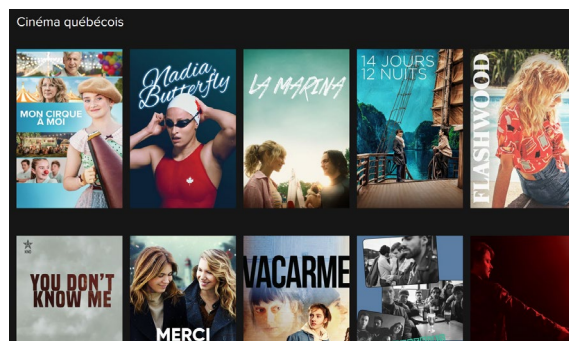 Cinéma québécois
MON CIRQUE
À MOI
Nadia,
Butterfly
LA MARINA
14 JOURS
12 NUITS
FLASHWOOD
YOU DON'T
KNOW ME
MERCI
VACARME